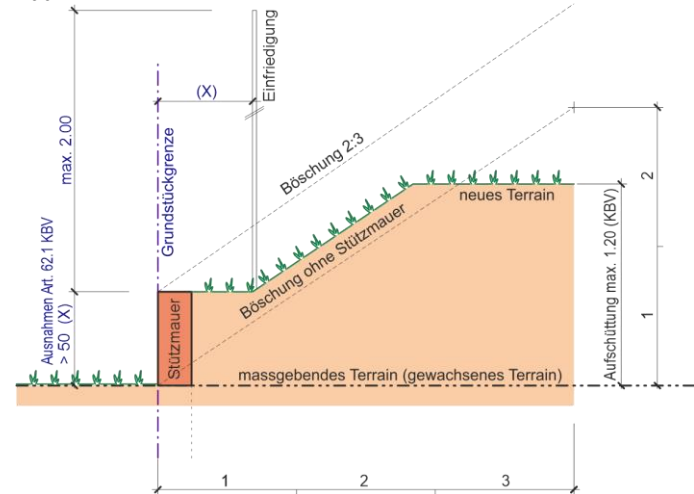 (X)
Einfriedigung
max. 2.00
Grundstückgrenze
Böschung 2:3
neues Terrain
Böschung ohne Stützmauer
Ausnahmen Art. 62.1 KBV
> 50 (X)
Stützmauer
massgebendes Terrain (gewachsenes Terrain)
Aufschüttung max. 1.20 (KBV)
2
1
1
2
3